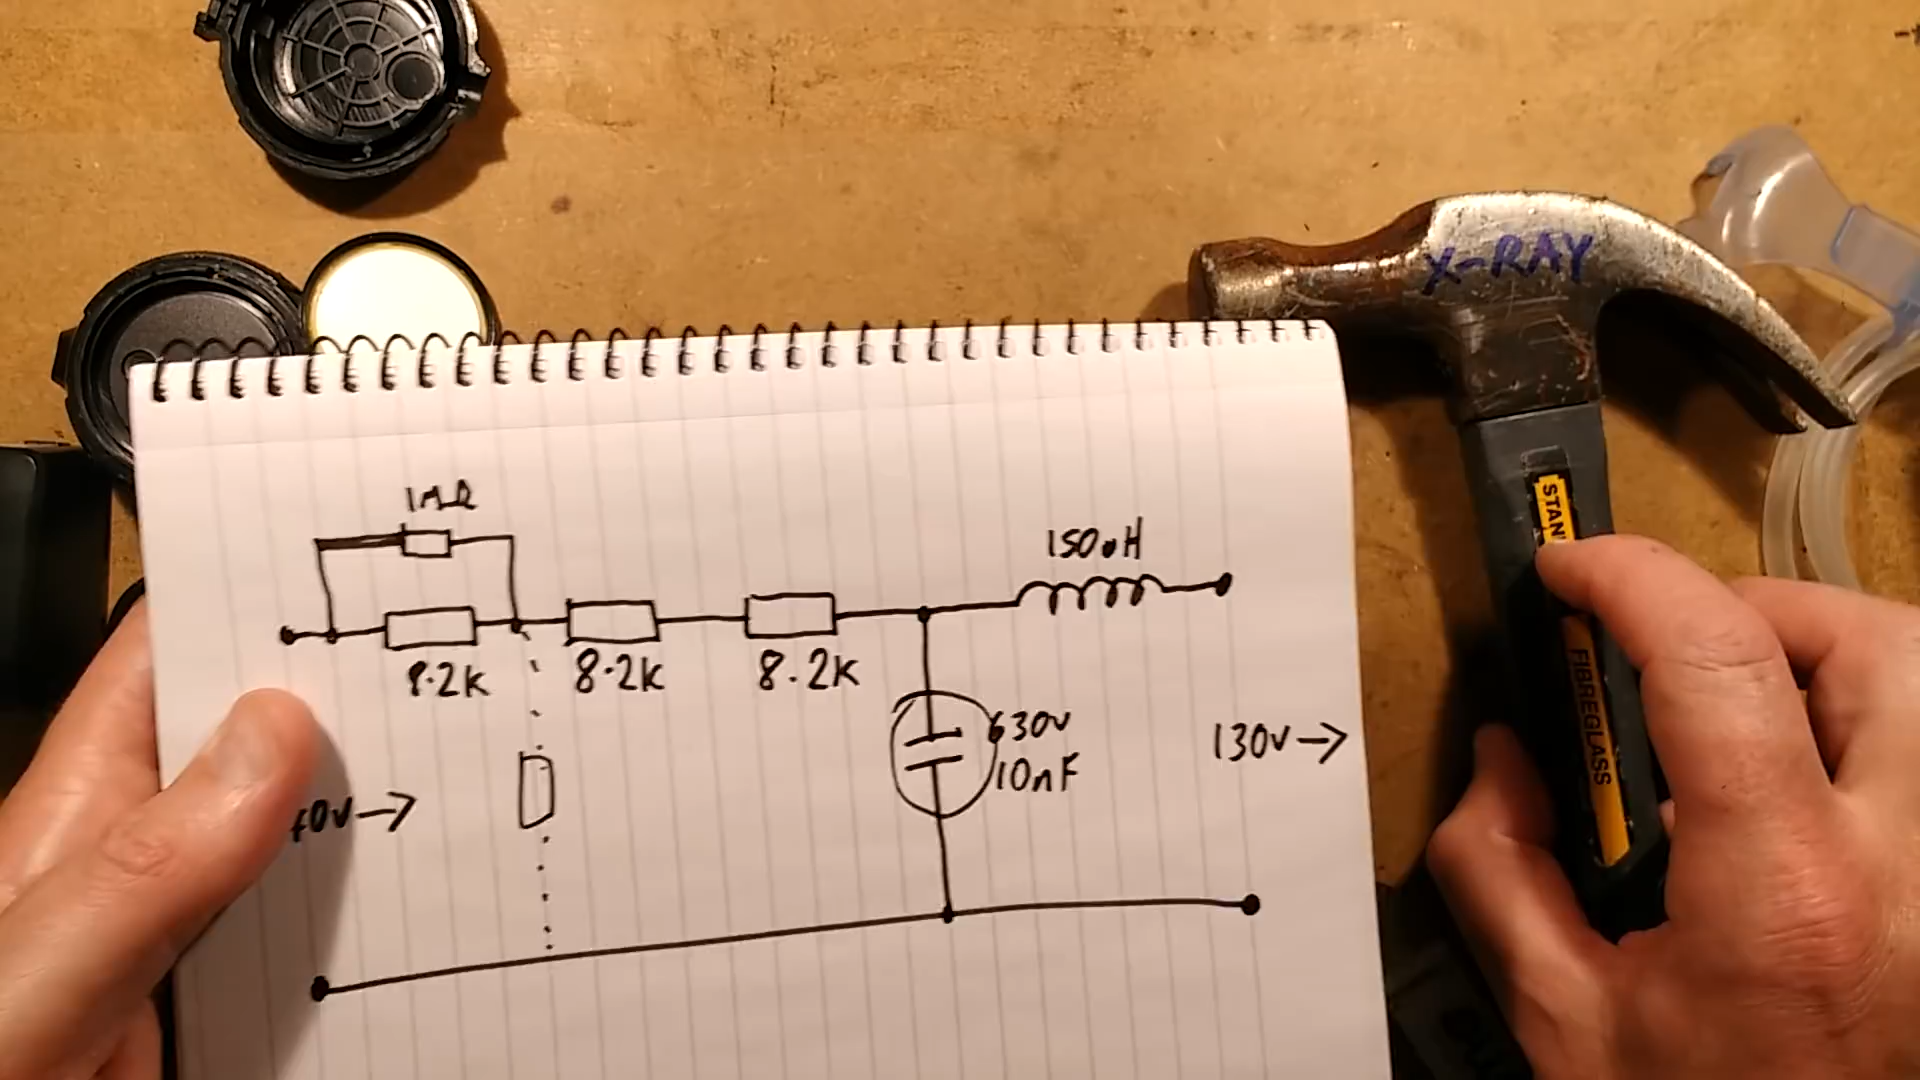 X-RAY
STAN
FIBREGLASS
1MΩ
150uH
8.2K
8.2K
8.2K
630V
10nF
130V→
40V→